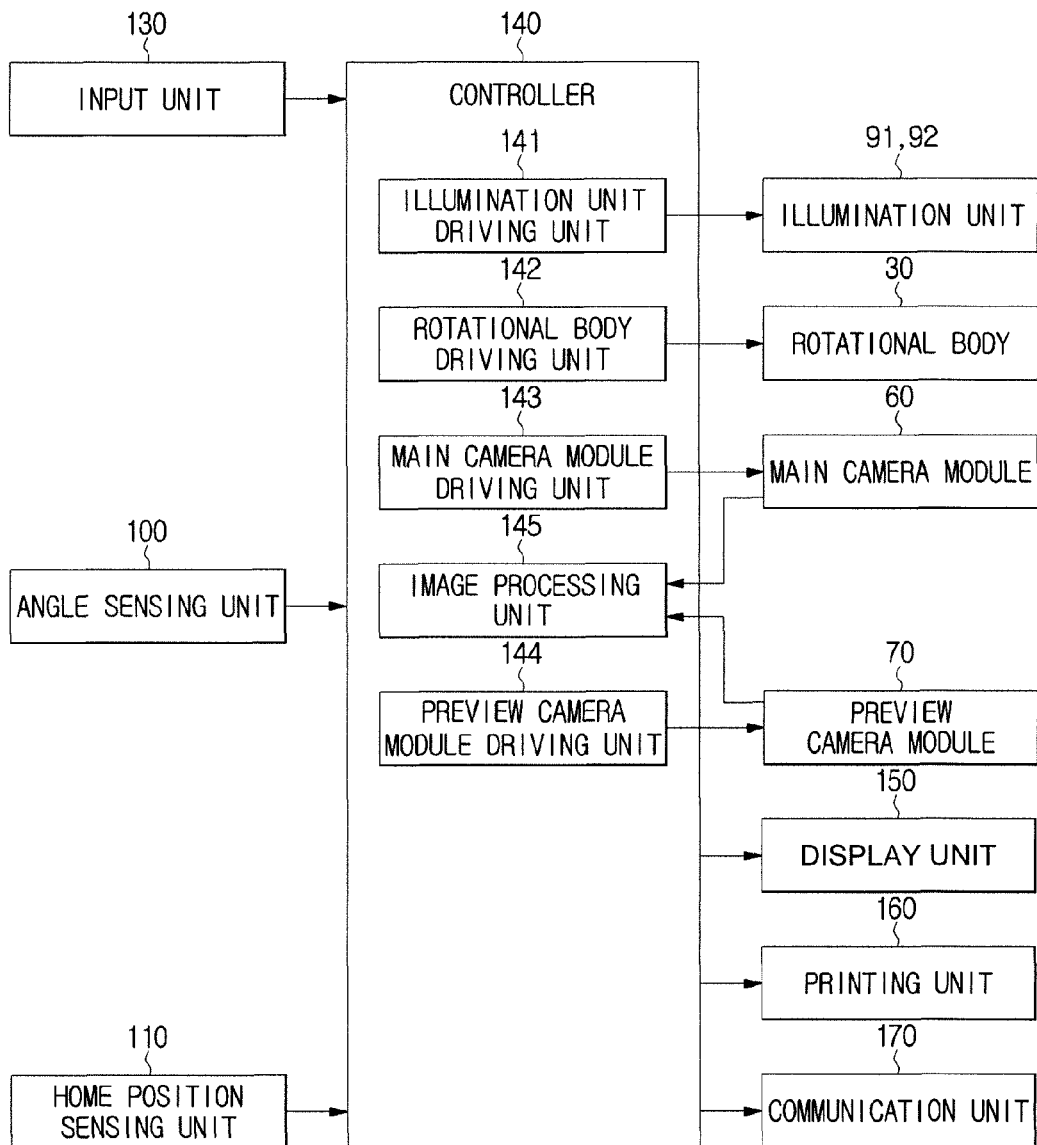 130
INPUT UNIT
140
CONTROLLER
141
ILLUMINATION UNIT
DRIVING UNIT
91,92
ILLUMINATION UNIT
142
ROTATIONAL BODY
DRIVING UNIT
30
ROTATIONAL BODY
143
MAIN CAMERA MODULE
DRIVING UNIT
60
MAIN CAMERA MODULE
100
ANGLE SENSING UNIT
145
IMAGE PROCESSING
UNIT
144
PREVIEW CAMERA
MODULE DRIVING UNIT
70
PREVIEW
CAMERA MODULE
150
DISPLAY UNIT
160
PRINTING UNIT
110
HOME POSITION
SENSING UNIT
170
COMMUNICATION UNIT